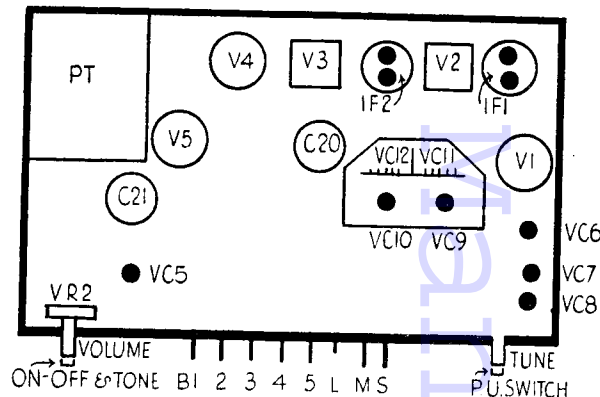 PT
V4
V3
V2
IF2
IF1
V5
C20
VC12 VC11
V1
C21
VC10 VC9
VC6
VC5
VC7
VR2
VC8
VOLUME
TUNE
ON-OFF & TONE
B1 2 3 4 5 L M S
P.U.SWITCH